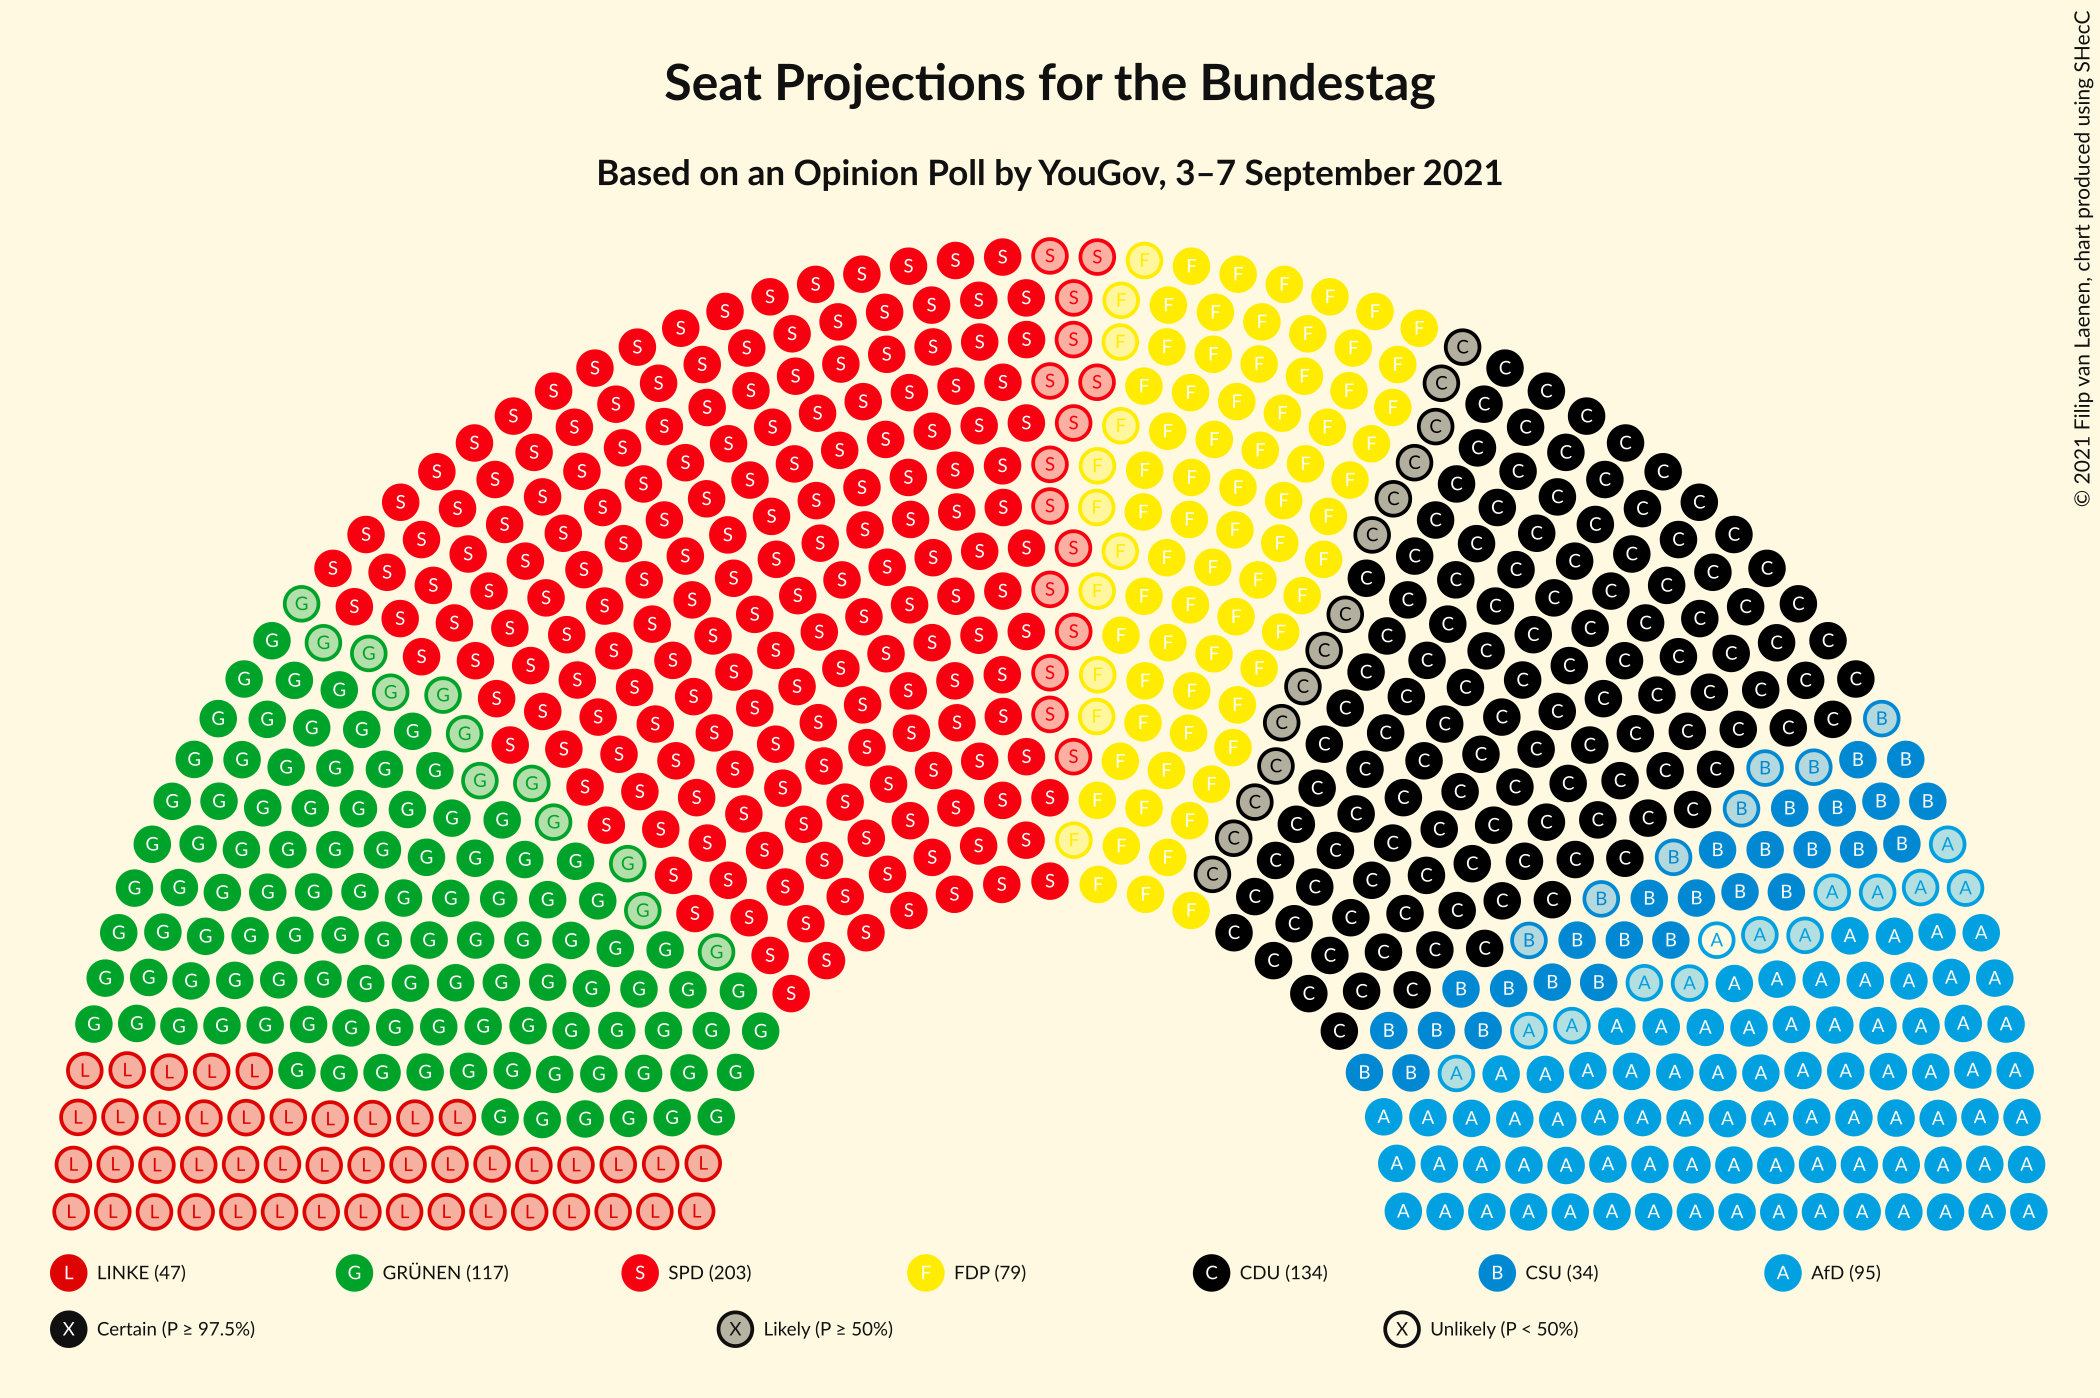 Seat Projections for the Bundestag
Based on an Opinion Poll by YouGov, 3–7 September 2021
© 2021 Filip van Laenen, chart produced using SHecC
L LINKE (47) G GRÜNEN (117) S SPD (203) F FDP (79) C CDU (134) B CSU (34) A AfD (95)
X Certain (P ≥ 97.5%) X Likely (P ≥ 50%) X Unlikely (P < 50%)